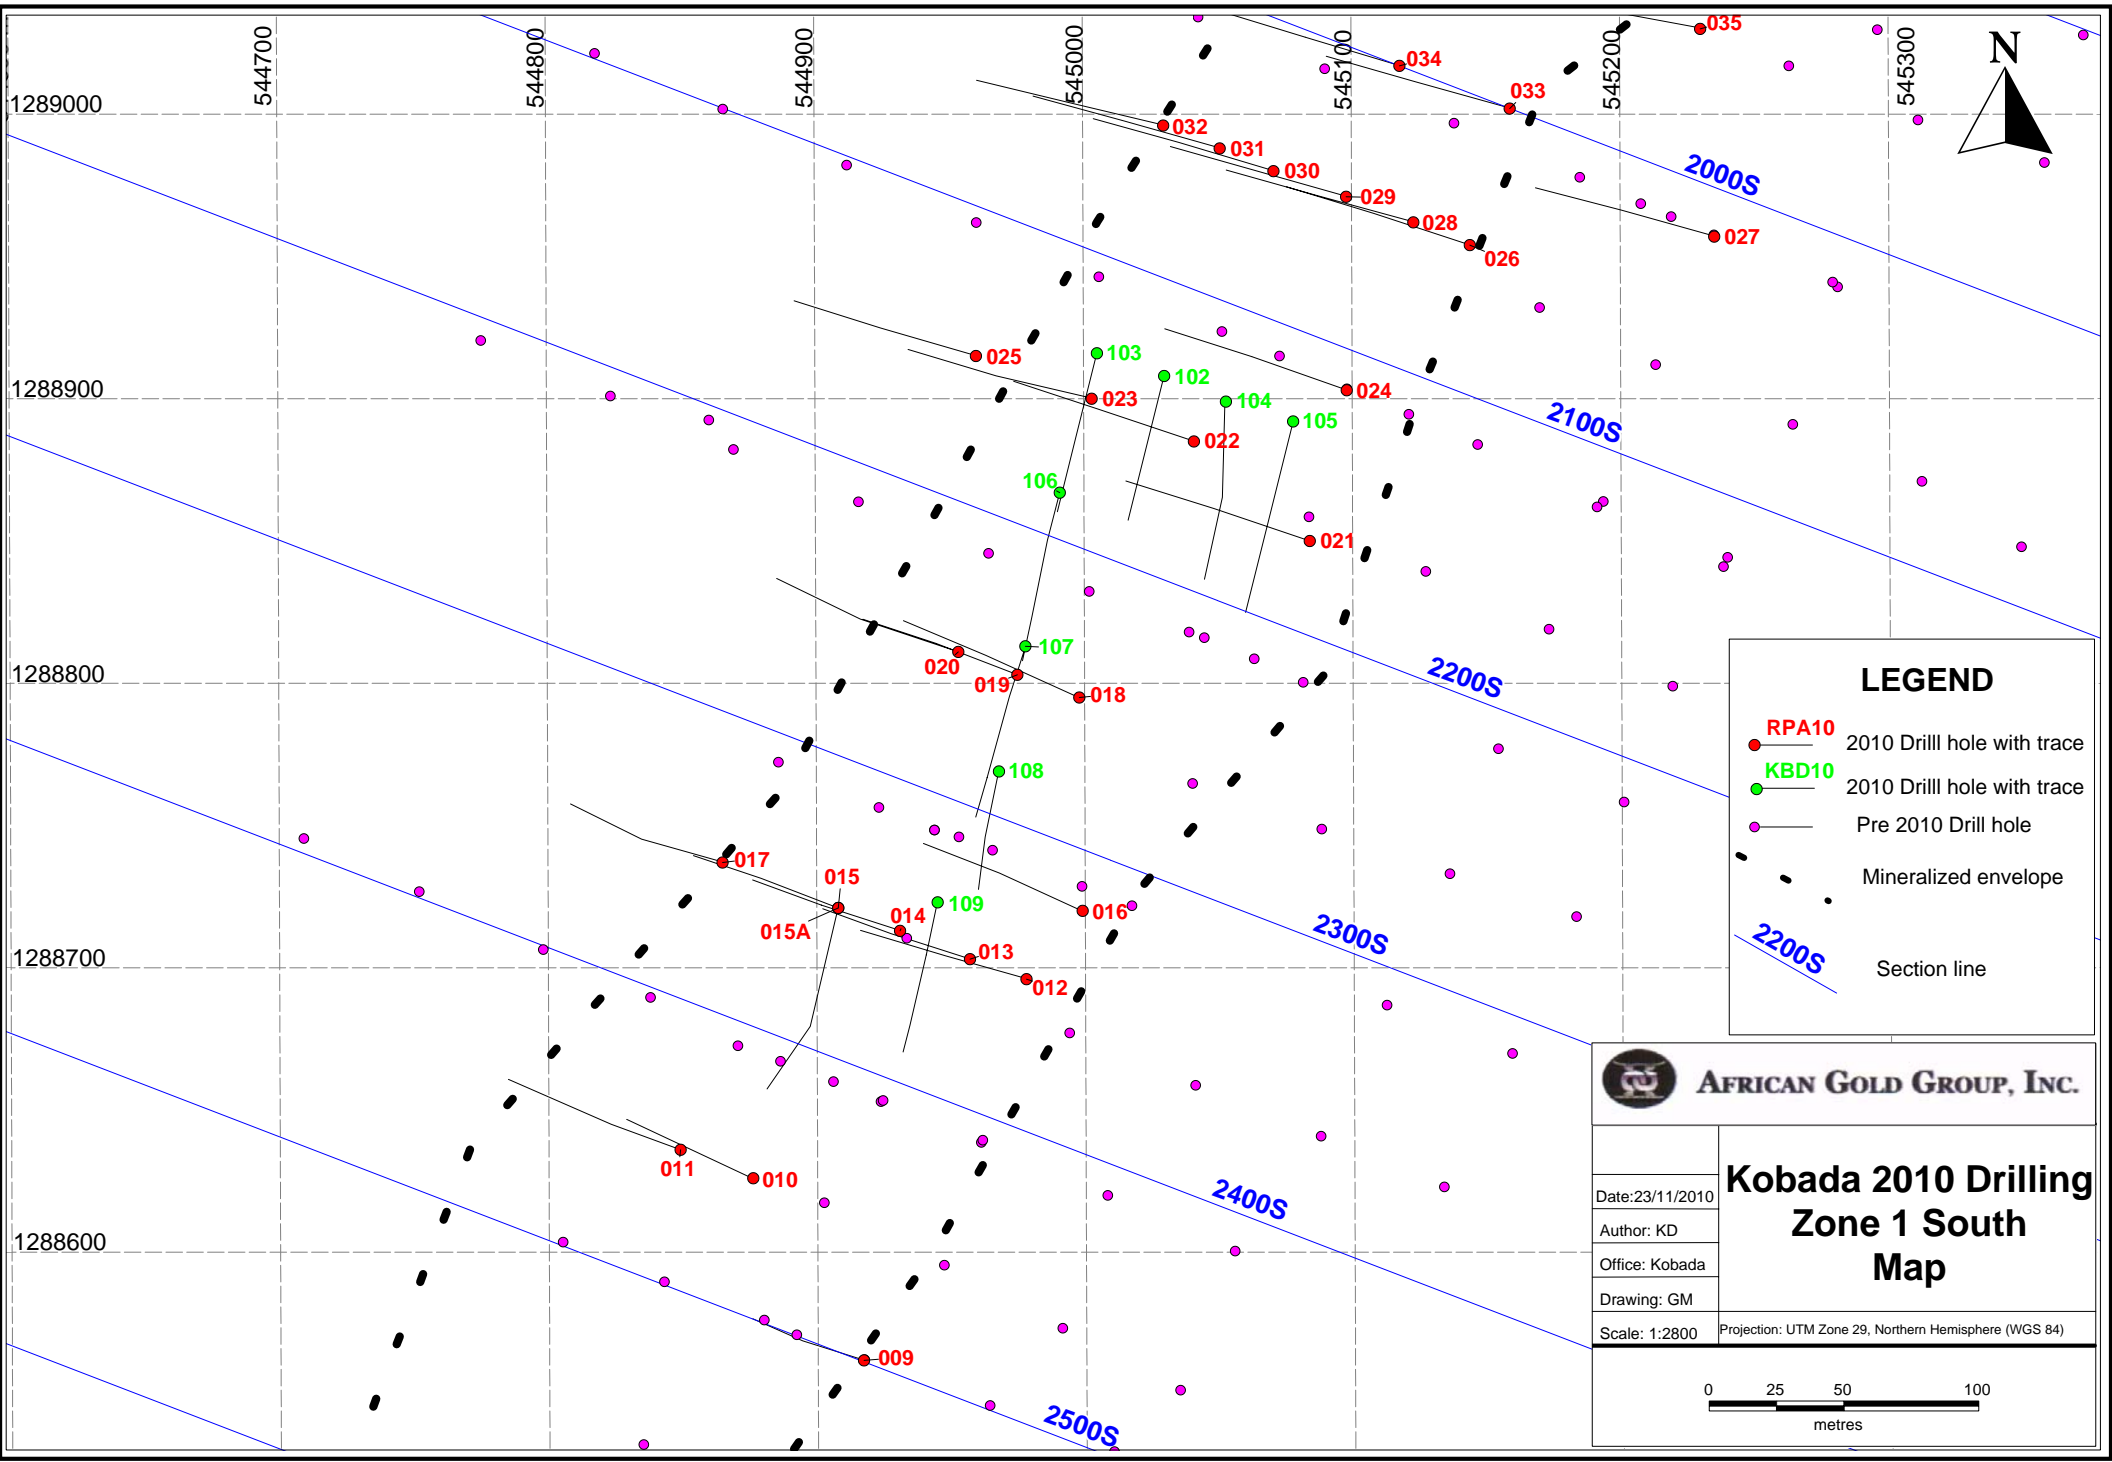 544700
544800
544900
545000
545100
545200
545300
N
1289000
1288900
1288800
1288700
1288600
035
034
033
032
031
030
029
028
026
027
2000S
025
103
102
023
104
024
105
022
2100S
106
021
107
020
019
018
2200S
108
017
015
014
109
016
015A
013
012
2300S
011
010
2400S
009
2500S
LEGEND
RPA10
2010 Drilll hole with trace
KBD10
2010 Drilll hole with trace
Pre 2010 Drill hole
Mineralized envelope
2200S
Section line
AFRICAN GOLD GROUP, INC.
Kobada 2010 Drilling
Zone 1 South
Map
Date:23/11/2010
Author: KD
Office: Kobada
Drawing: GM
Scale: 1:2800
Projection: UTM Zone 29, Northern Hemisphere (WGS 84)
0 25 50 100
metres